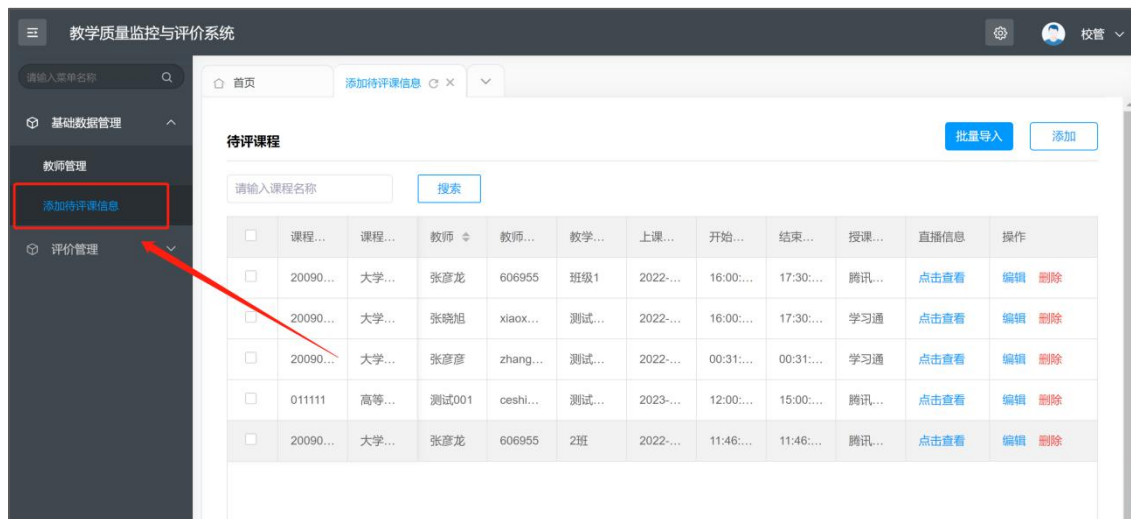 教学质量监控与评价系统
校管
请输入菜单名称
首页
添加待评课信息
基础数据管理
待评课程
批量导入
添加
教师管理
请输入课程名称
搜索
添加待评课信息
课程... 课程... 教师 教师... 教学... 上课... 开始... 结束... 授课... 直播信息 操作
评价管理
20090... 大学... 张彦龙 606955 班级1 2022-... 16:00:... 17:30:... 腾讯... 点击查看 编辑 删除
20090... 大学... 张晓旭 xiaox... 测试... 2022-... 16:00:... 17:30:... 学习通 点击查看 编辑 删除
20090... 大学... 张彦彦 zhang... 测试... 2022-... 00:31:... 00:31:... 学习通 点击查看 编辑 删除
011111 高等... 测试001 ceshi... 测试... 2023-... 12:00:... 15:00:... 腾讯... 点击查看 编辑 删除
20090... 大学... 张彦龙 606955 2班 2022-... 11:46:... 11:46:... 腾讯... 点击查看 编辑 删除